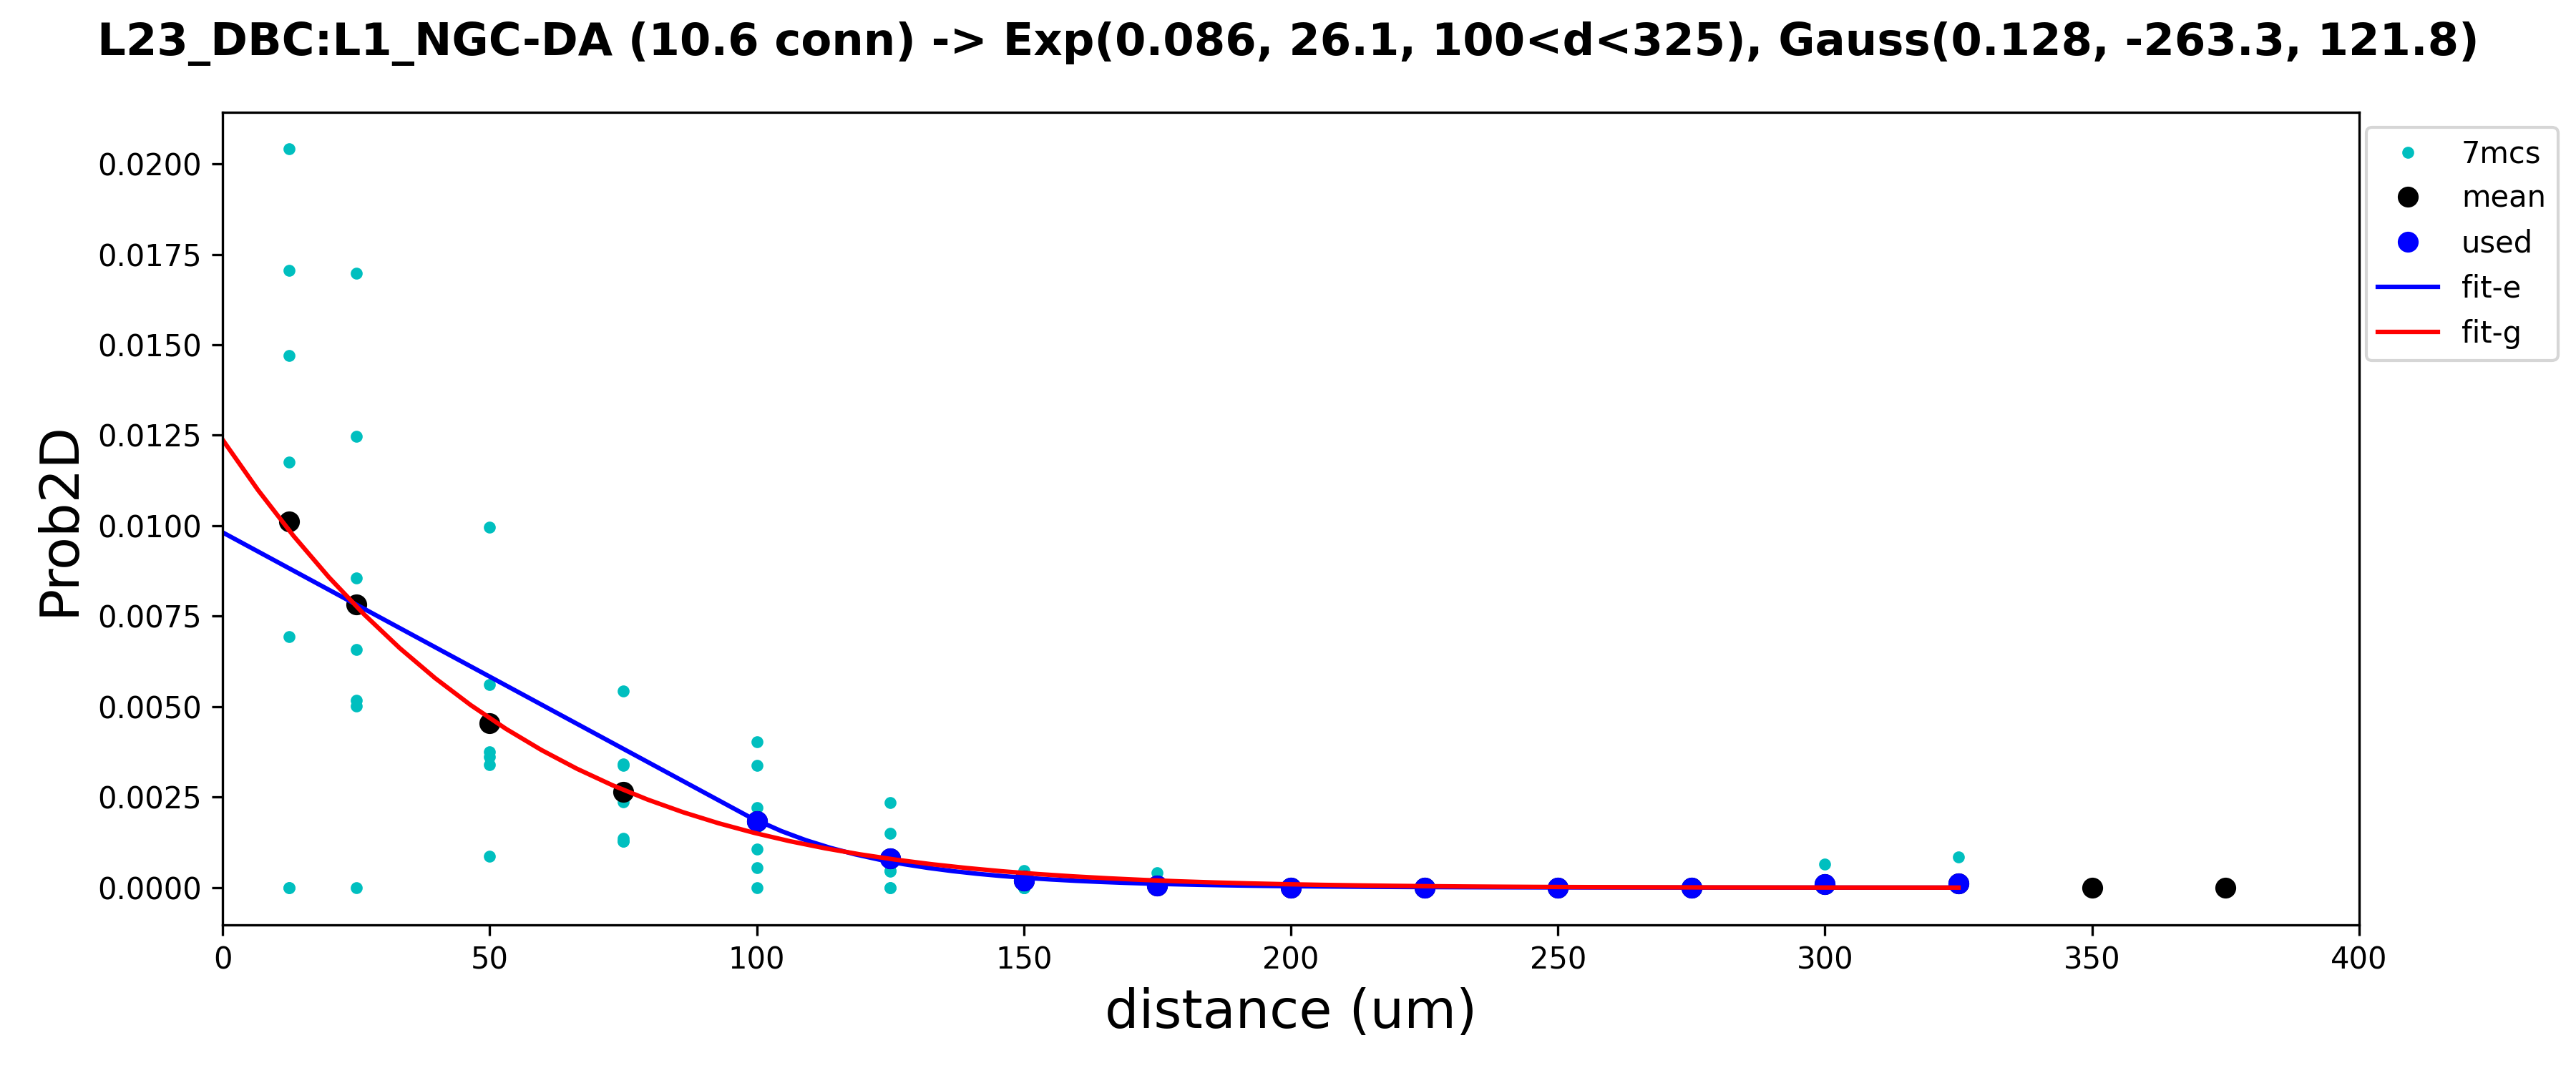 L23_DBC:L1_NGC-DA (10.6 conn) -> Exp(0.086, 26.1, 100<d<325), Gauss(0.128, -263.3, 121.8)
0.0200
0.0175
0.0150
0.0125
0.0100
0.0075
0.0050
0.0025
0.0000
Prob2D
0 50 100 150 200 250 300 350 400
distance (um)
7mcs
mean
used
fit-e
fit-g